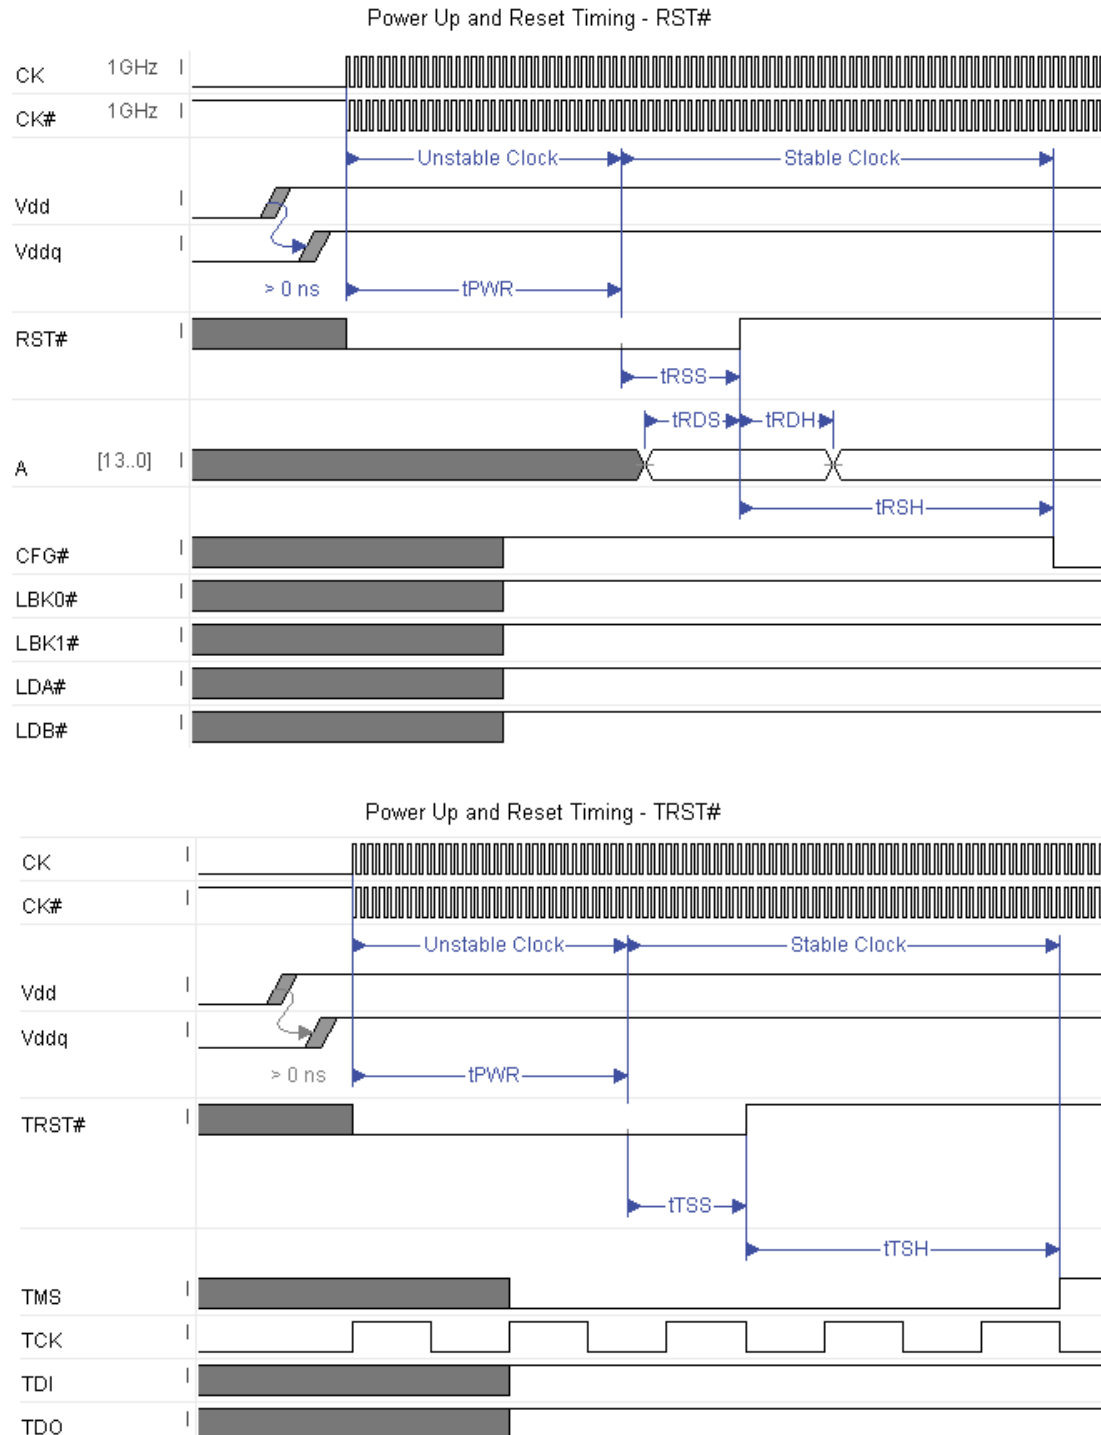 Power Up and Reset Timing - RST#
CK 1GHz
CK# 1GHz
Unstable Clock Stable Clock
Vdd
Vddq
> 0 ns tPWR
RST#
tRSS
tRDS tRDH
A [13..0]
tRSH
CFG#
LBK0#
LBK1#
LDA#
LDB#
Power Up and Reset Timing - TRST#
CK
CK#
Unstable Clock Stable Clock
Vdd
Vddq
> 0 ns tPWR
TRST#
tTSS
tTSH
TMS
TCK
TDI
TDO